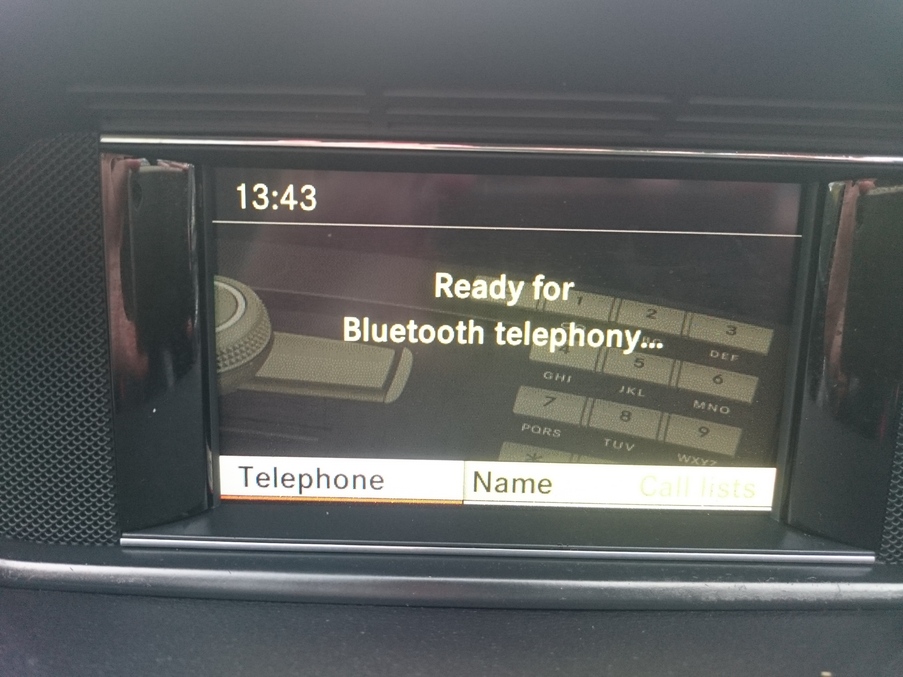 13:43
Ready for
Bluetooth telephony...
1 2 3
DEF
4 5 6
GHI JKL MNO
7 8 9
PQRS TUV WXYZ
*
Telephone Name Call lists